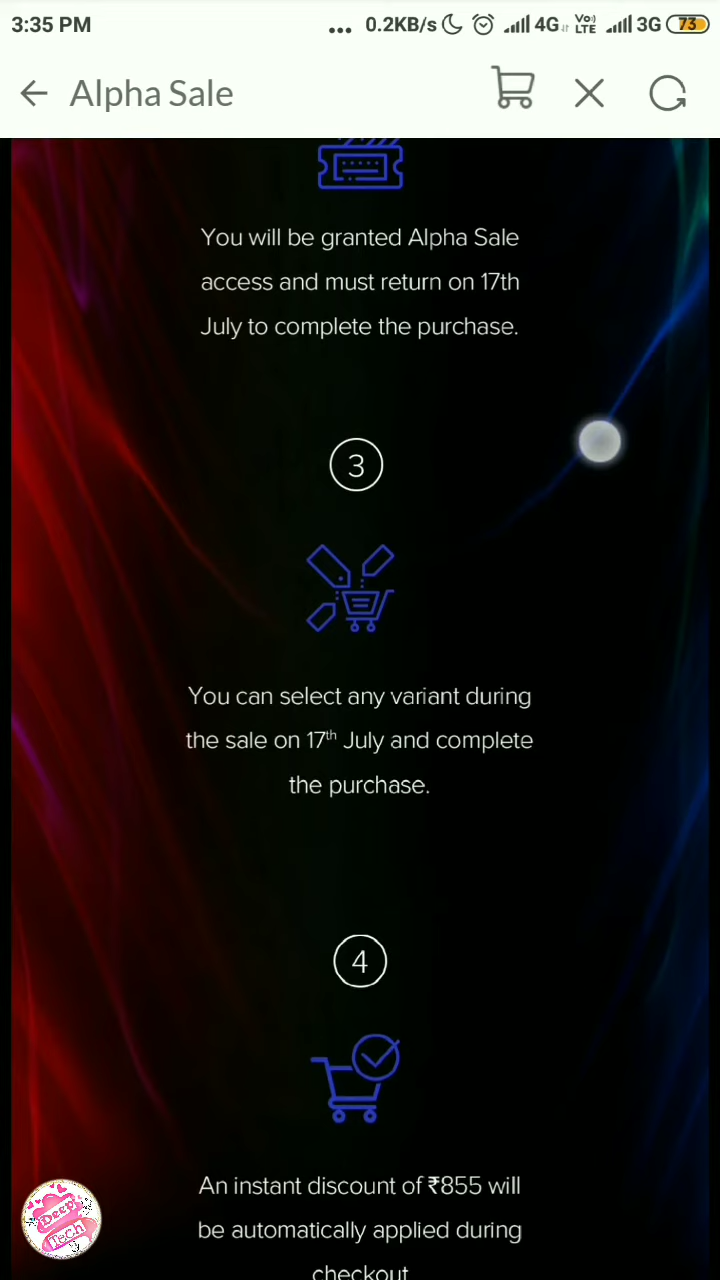 3:35 PM ... 0.2KB/s 4G Vo)) LTE 3G 73
Alpha Sale
You will be granted Alpha Sale
access and must return on 17th
July to complete the purchase.
3
You can select any variant during
the sale on 17th July and complete
the purchase.
4
An instant discount of ₹855 will
be automatically applied during
checkout
Deep
Tech